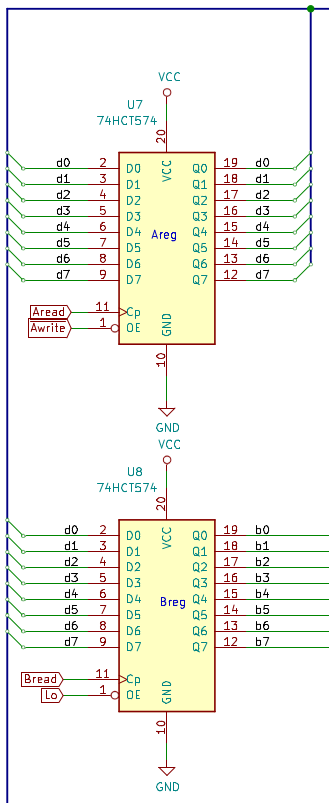 VCC
U7
74HCT574
20
VCC
d0 2 D0 Q0 19 d0
d1 3 D1 Q1 18 d1
d2 4 D2 Q2 17 d2
d3 5 D3 Q3 16 d3
d4 6 D4 Q4 15 d4
d5 7 D5 Q5 14 d5
d6 8 D6 Q6 13 d6
d7 9 D7 Q7 12 d7
Areg
Aread 11 Cp
Awrite 1 OE
GND
10
GND
VCC
U8
74HCT574
20
VCC
d0 2 D0 Q0 19 b0
d1 3 D1 Q1 18 b1
d2 4 D2 Q2 17 b2
d3 5 D3 Q3 16 b3
d4 6 D4 Q4 15 b4
d5 7 D5 Q5 14 b5
d6 8 D6 Q6 13 b6
d7 9 D7 Q7 12 b7
Breg
Bread 11 Cp
Lo 1 OE
GND
10
GND